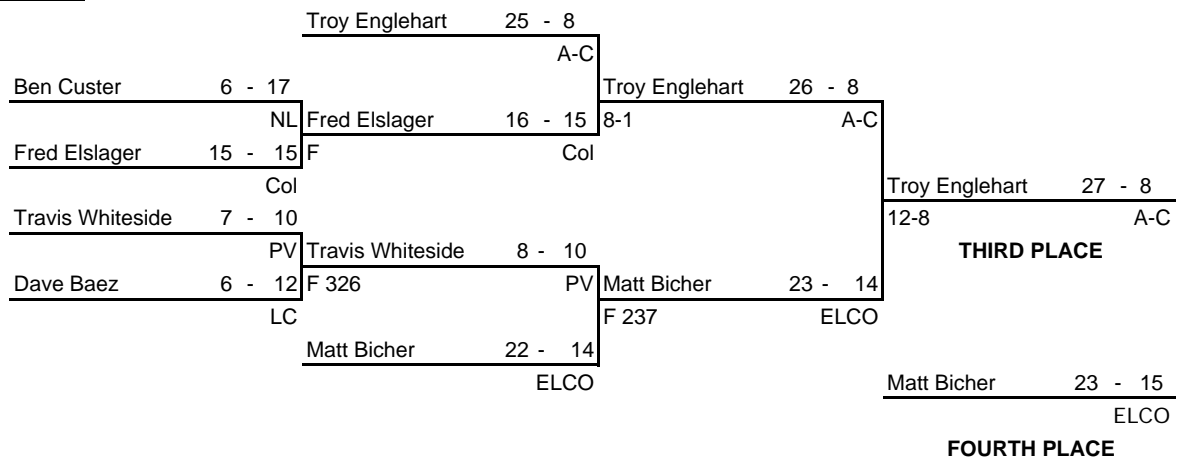 Troy Englehart 25 - 8
A-C
Ben Custer 6 - 17 Troy Englehart 26 - 8
NL Fred Elslager 16 - 15 8-1 A-C
Fred Elslager 15 - 15 F Col
Col Troy Englehart 27 - 8
Travis Whiteside 7 - 10 12-8 A-C
PV Travis Whiteside 8 - 10 THIRD PLACE
Dave Baez 6 - 12 F 326 PV Matt Bicher 23 - 14
LC F 237 ELCO
Matt Bicher 22 - 14
ELCO Matt Bicher 23 - 15
ELCO
FOURTH PLACE